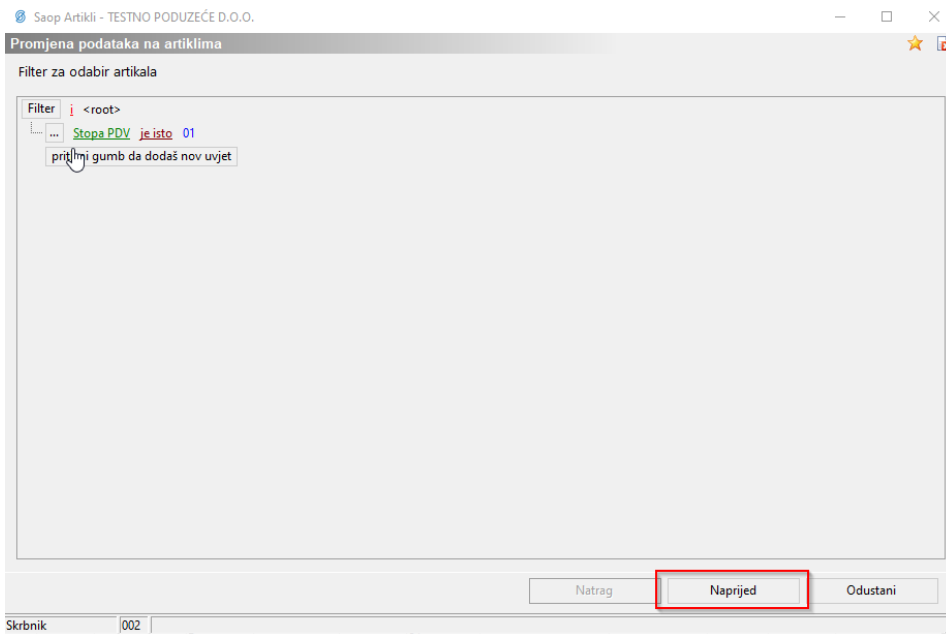 Saop Artikli - TESTNO PODUZEĆE D.O.O.
Promjena podataka na artiklima
Filter za odabir artikala
Filter i <root>
... Stopa PDV je isto 01
gumb da dodaš nov uvjet
Natrag Naprijed Odustani
Skrbnik 002